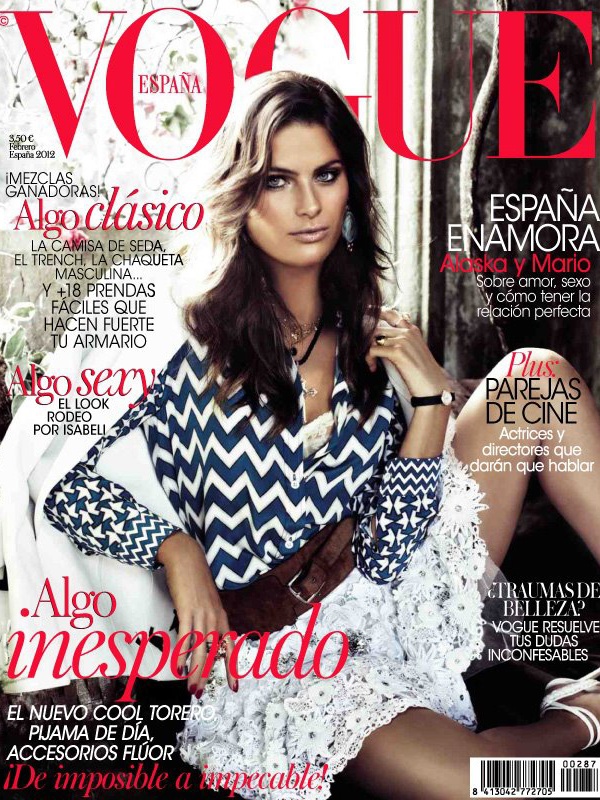 ©
VOGUE
ESPAÑA
3,50 €
Febrero
España 2012
¡MEZCLAS
GANADORAS!
Algo clásico
LA CAMISA DE SEDA,
EL TRENCH, LA CHAQUETA
MASCULINA...
Y +18 PRENDAS
FÁCILES QUE
HACEN FUERTE
TU ARMARIO
Algo sexy
EL LOOK
RODEO
POR ISABELI
ESPAÑA
ENAMORA
Alaska y Mario
Sobre amor, sexo
y cómo tener la
relación perfecta
Plus:
PAREJAS
DE CINE
Actrices y
directores que
darán que hablar
¿TRAUMAS DE
BELLEZA?
VOGUE RESUELVE
TUS DUDAS
INCONFESABLES
Algo
inesperado
EL NUEVO COOL TORERO,
PIJAMA DE DÍA,
ACCESORIOS FLÚOR
¡De imposible a impecable!
00287
8 413042 772705